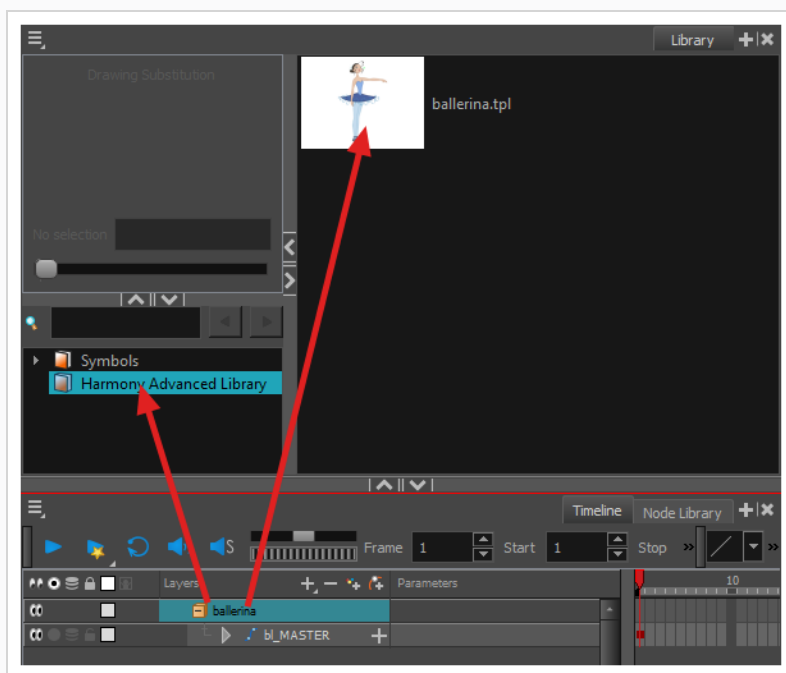 Library
Drawing Substitution
ballerina.tpl
No selection
Symbols
Harmony Advanced Library
Timeline
Node Library
S
Frame 1 Start 1 Stop »
»
Layers Parameters 10
ballerina
bl_MASTER